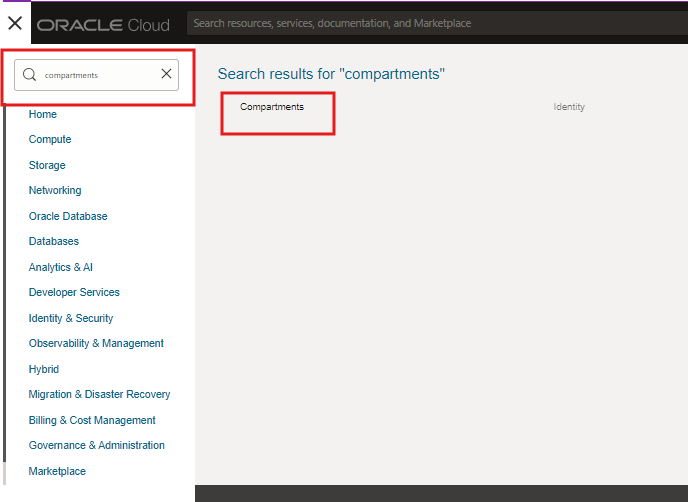 ORACLE Cloud
Search resources, services, documentation, and Marketplace
compartments
Home
Compute
Storage
Networking
Oracle Database
Databases
Analytics & AI
Developer Services
Identity & Security
Observability & Management
Hybrid
Migration & Disaster Recovery
Billing & Cost Management
Governance & Administration
Marketplace
Search results for "compartments"
Compartments
Identity